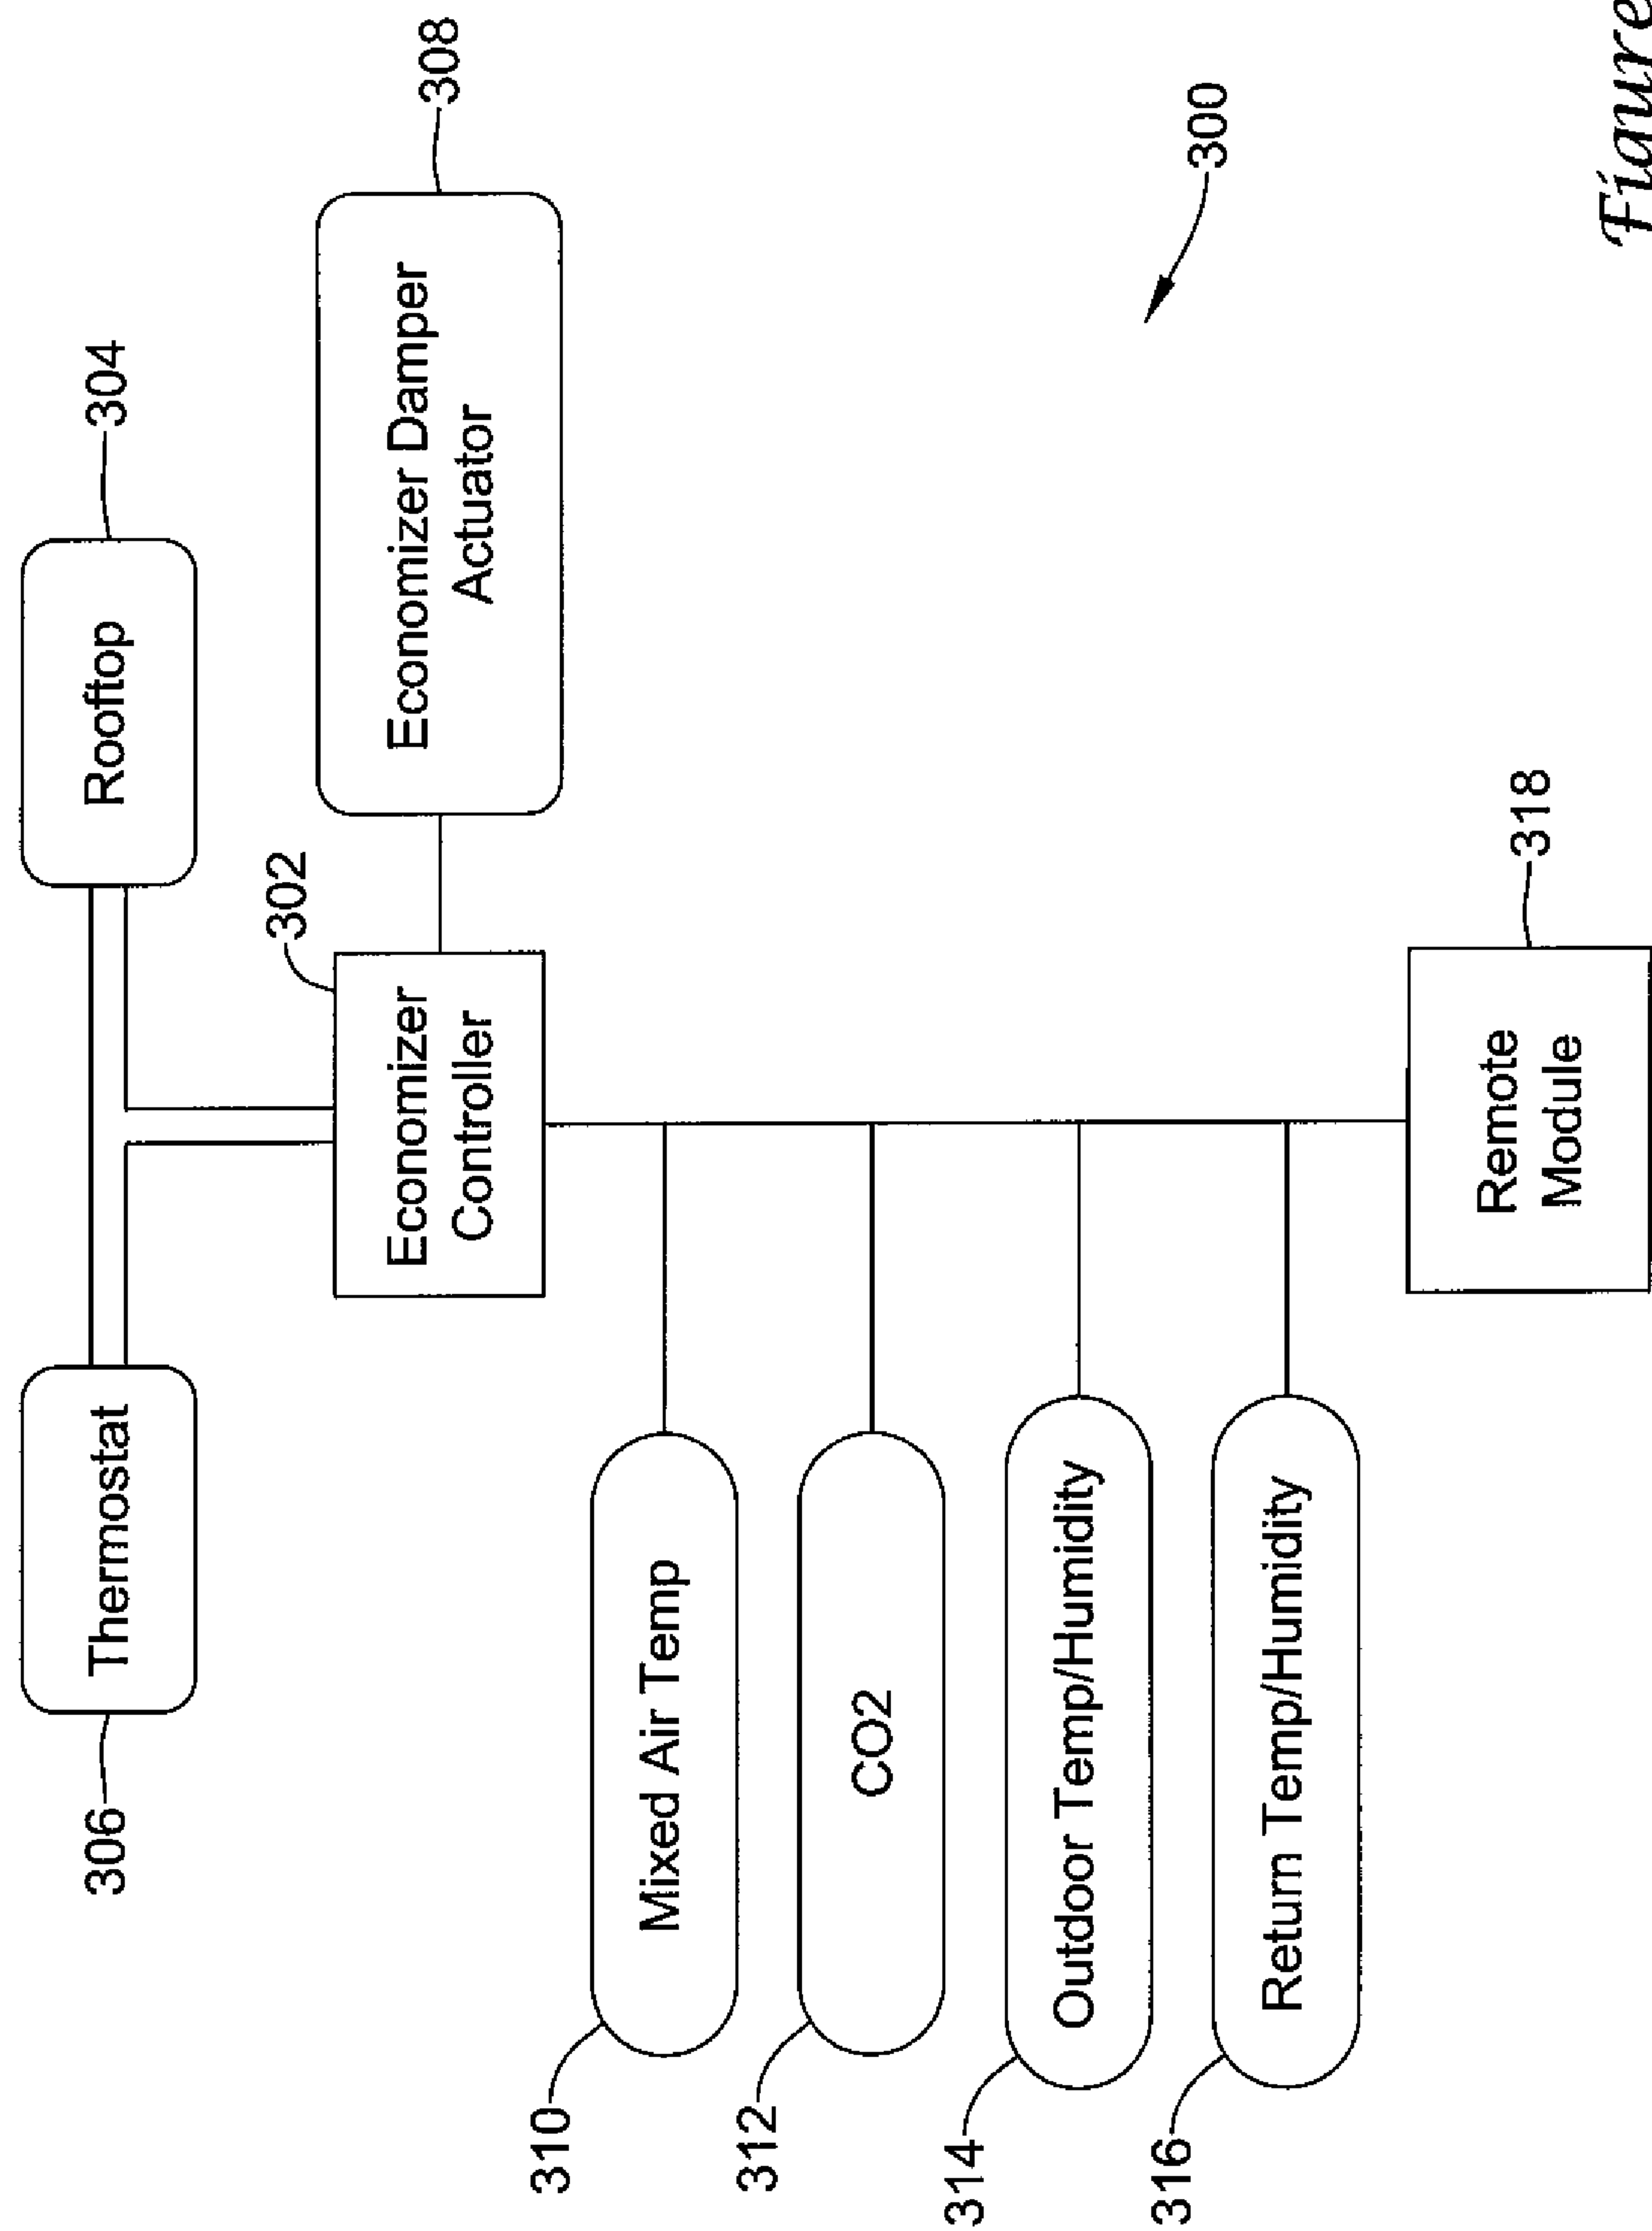 306
Thermostat
Rooftop
304
302
Economizer
Controller
Economizer Damper
Actuator
308
310
Mixed Air Temp
312
CO2
314
Outdoor Temp/Humidity
316
Return Temp/Humidity
300
Remote
Module
318
Figure